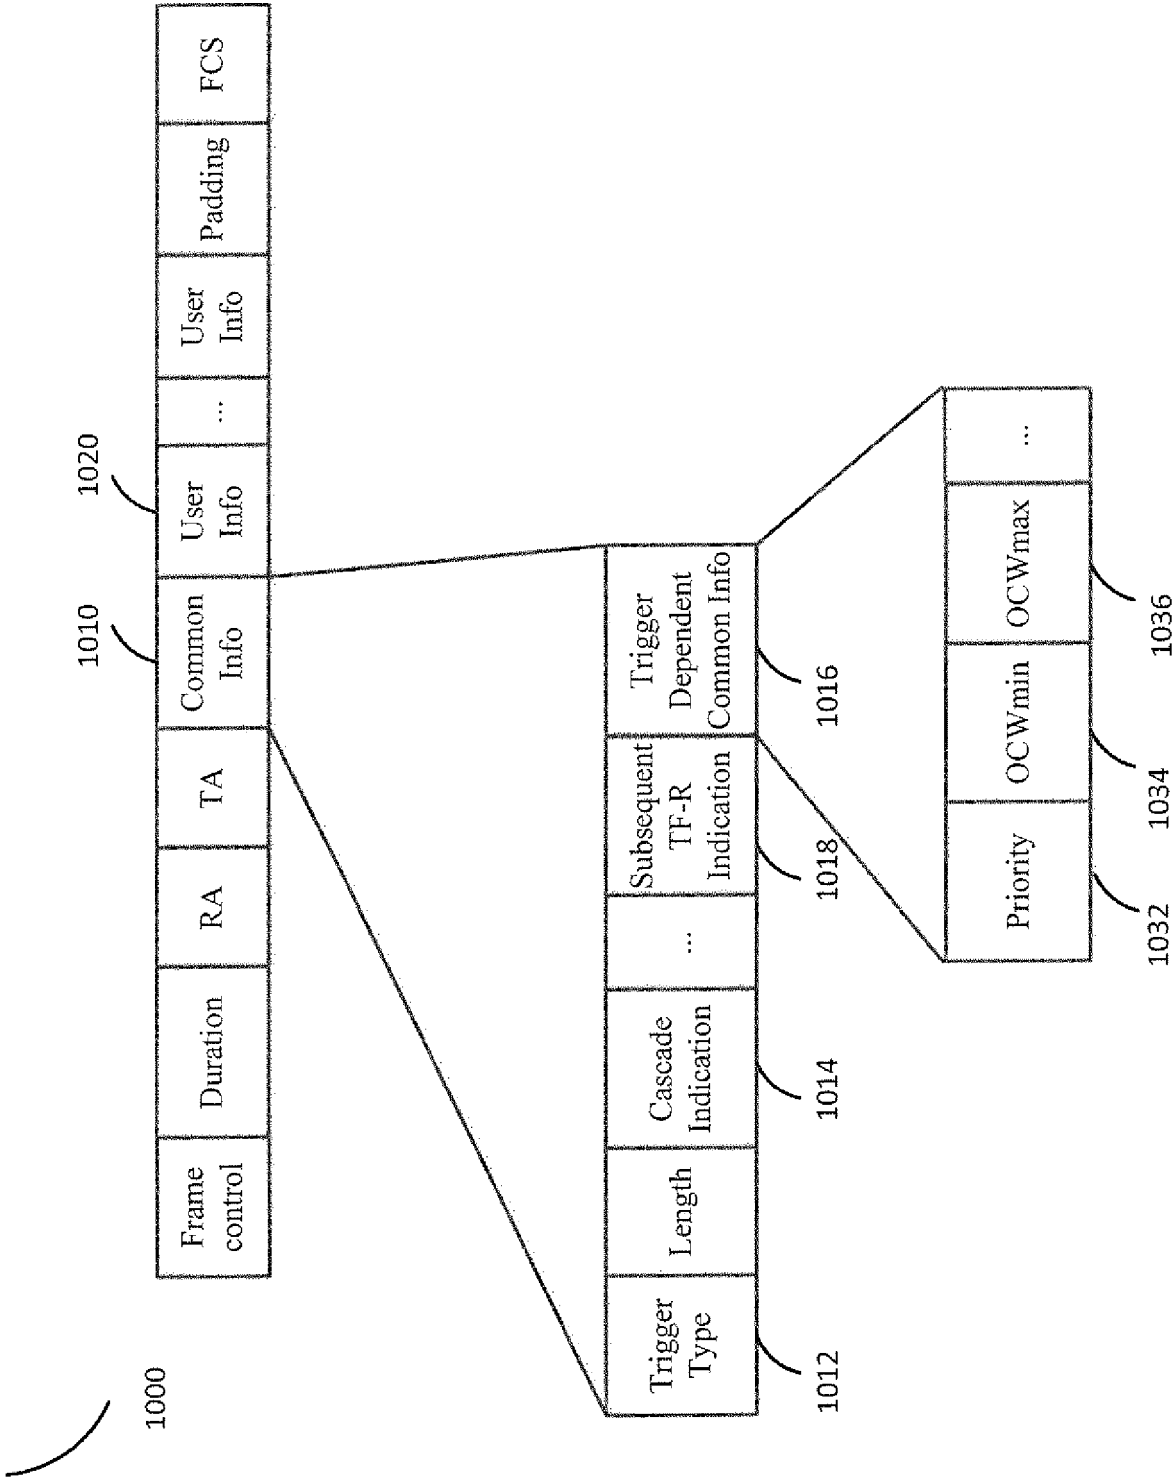 1000
1010
1020
Frame
control
Duration
RA
TA
Common
Info
User
Info
...
User
Info
Padding
FCS
Trigger
Type
Length
Cascade
Indication
...
Subsequent
TF-R
Indication
Trigger
Dependent
Common Info
1012
1014
1018
1016
Priority
OCWmin
OCWmax
...
1032
1034
1036